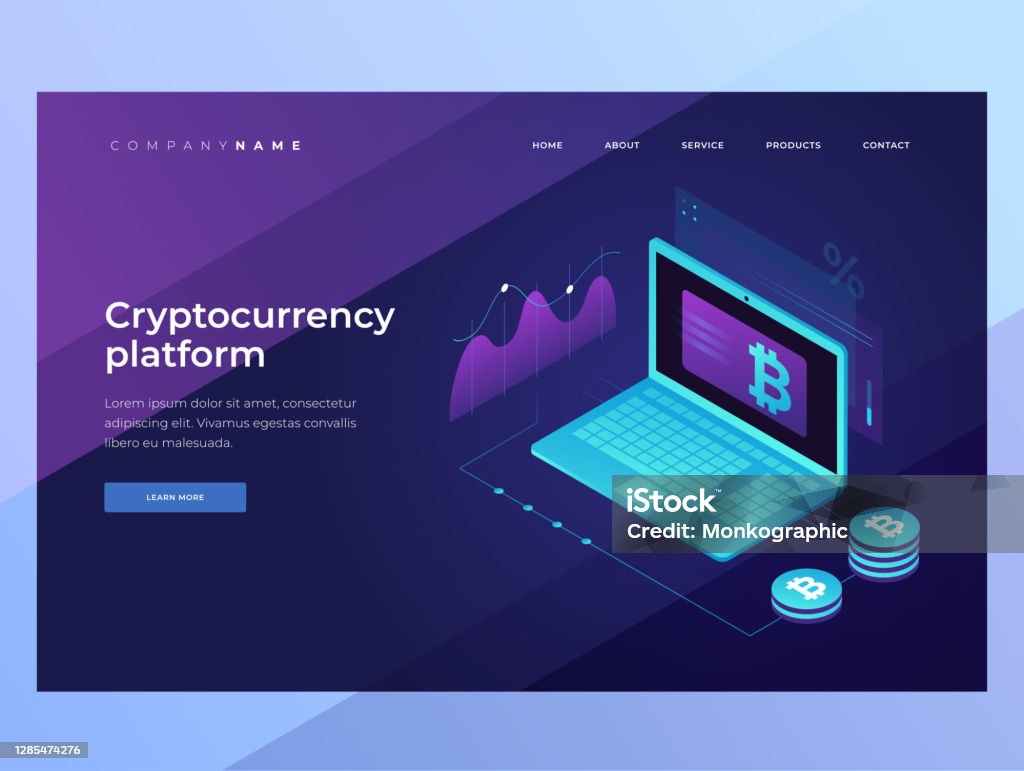 COMPANYNAME
HOME ABOUT SERVICE PRODUCTS CONTACT
%
Cryptocurrency
platform
Lorem ipsum dolor sit amet, consectetur
adipiscing elit. Vivamus egestas convallis
libero eu malesuada.
LEARN MORE
iStock™
Credit: Monkographic
1285474276